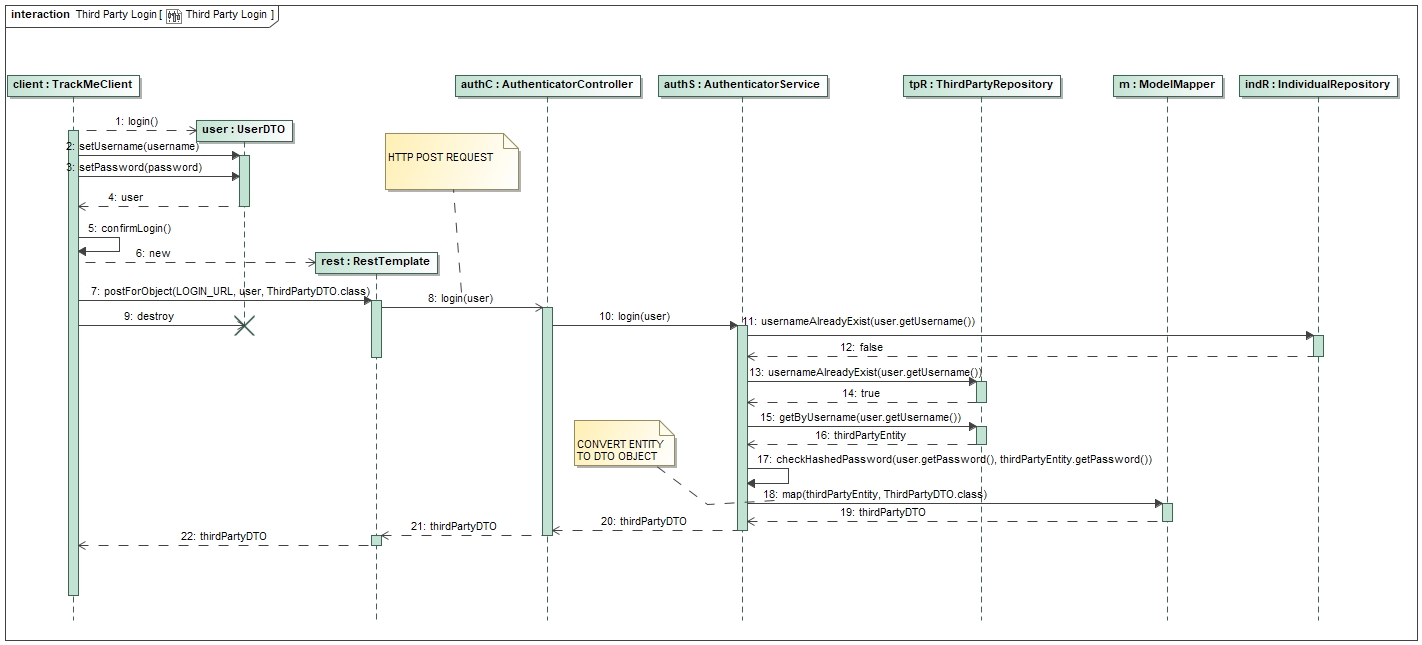 interaction Third Party Login [ Third Party Login ]
client : TrackMeClient
authC : AuthenticatorController
authS : AuthenticatorService
tpR : ThirdPartyRepository
m : ModelMapper
indR : IndividualRepository
1: login()
user : UserDTO
2: setUsername(username)
HTTP POST REQUEST
3: setPassword(password)
4: user
5: confirmLogin()
6: new
rest : RestTemplate
7: postForObject(LOGIN_URL, user, ThirdPartyDTO.class)
8: login(user)
9: destroy
10: login(user)
11: usernameAlreadyExist(user.getUsername())
12: false
13: usernameAlreadyExist(user.getUsername())
14: true
15: getByUsername(user.getUsername())
16: thirdPartyEntity
CONVERT ENTITY
TO DTO OBJECT
17: checkHashedPassword(user.getPassword(), thirdPartyEntity.getPassword())
18: map(thirdPartyEntity, ThirdPartyDTO.class)
19: thirdPartyDTO
20: thirdPartyDTO
21: thirdPartyDTO
22: thirdPartyDTO